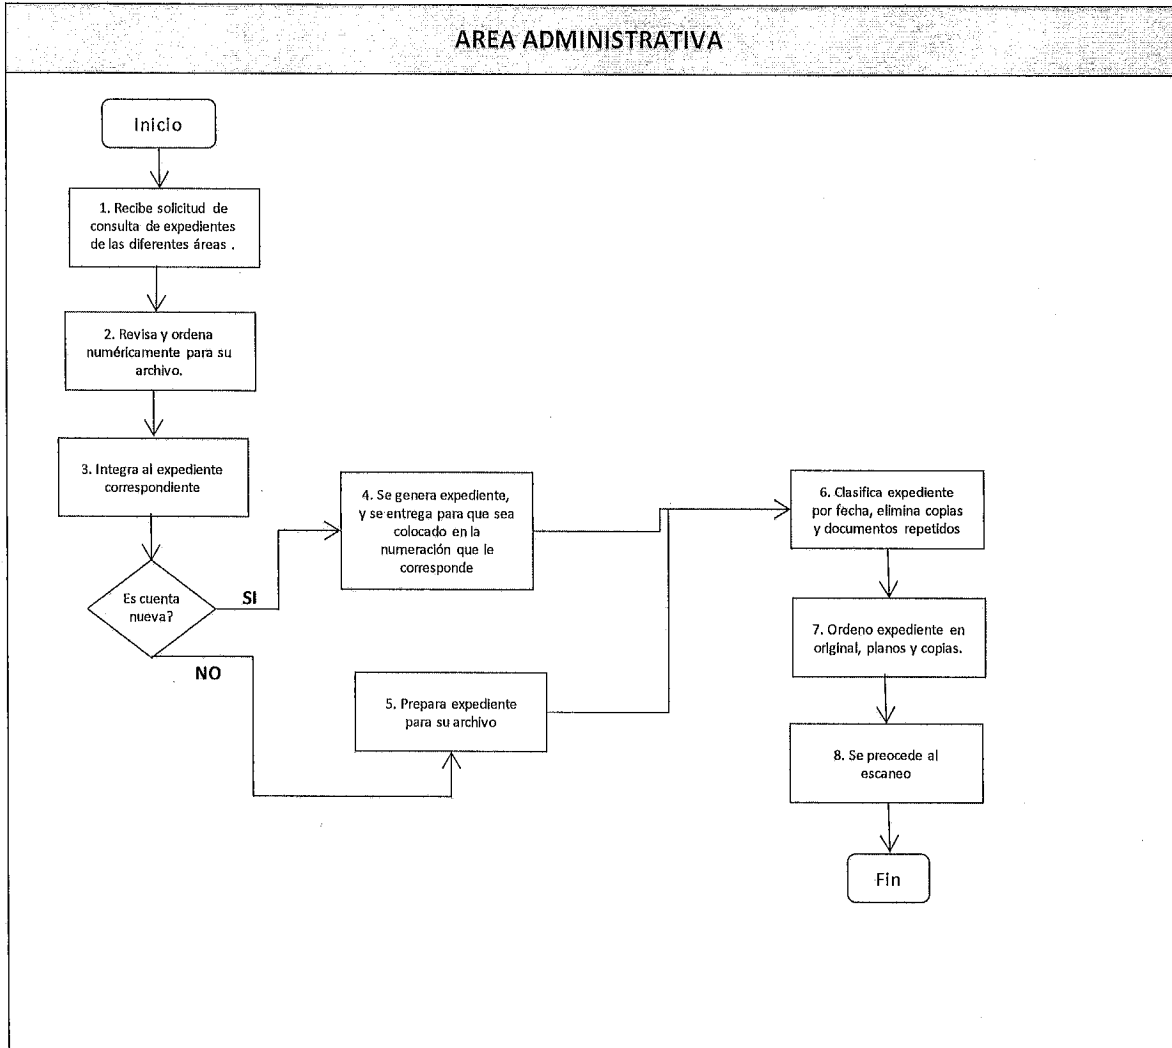 AREA ADMINISTRATIVA
Inicio
1. Recibe solicitud de
consulta de expedientes
de las diferentes áreas .
2. Revisa y ordena
numéricamente para su
archivo.
3. Integra al expediente
correspondiente
Es cuenta
nueva?
SI
NO
4. Se genera expediente,
y se entrega para que sea
colocado en la
numeración que le
corresponde
5. Prepara expediente
para su archivo
6. Clasifica expediente
por fecha, elimina copias
y documentos repetidos
7. Ordeno expediente en
original, planos y copias.
8. Se preocede al
escaneo
Fin